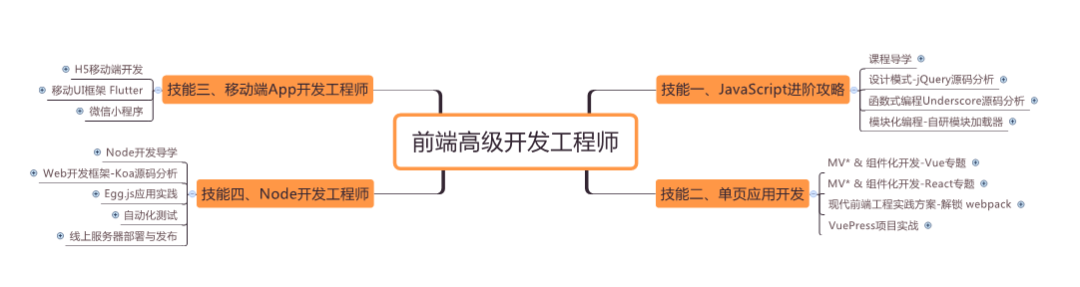 前端高级开发工程师
技能一、JavaScript进阶攻略
课程导学
设计模式-jQuery源码分析
函数式编程Underscore源码分析
模块化编程-自研模块加载器
技能二、单页应用开发
MV* & 组件化开发-Vue专题
MV* & 组件化开发-React专题
现代前端工程实践方案-解锁 webpack
VuePress项目实战
技能三、移动端App开发工程师
H5移动端开发
移动UI框架 Flutter
微信小程序
技能四、Node开发工程师
Node开发导学
Web开发框架-Koa源码分析
Egg.js应用实践
自动化测试
线上服务器部署与发布